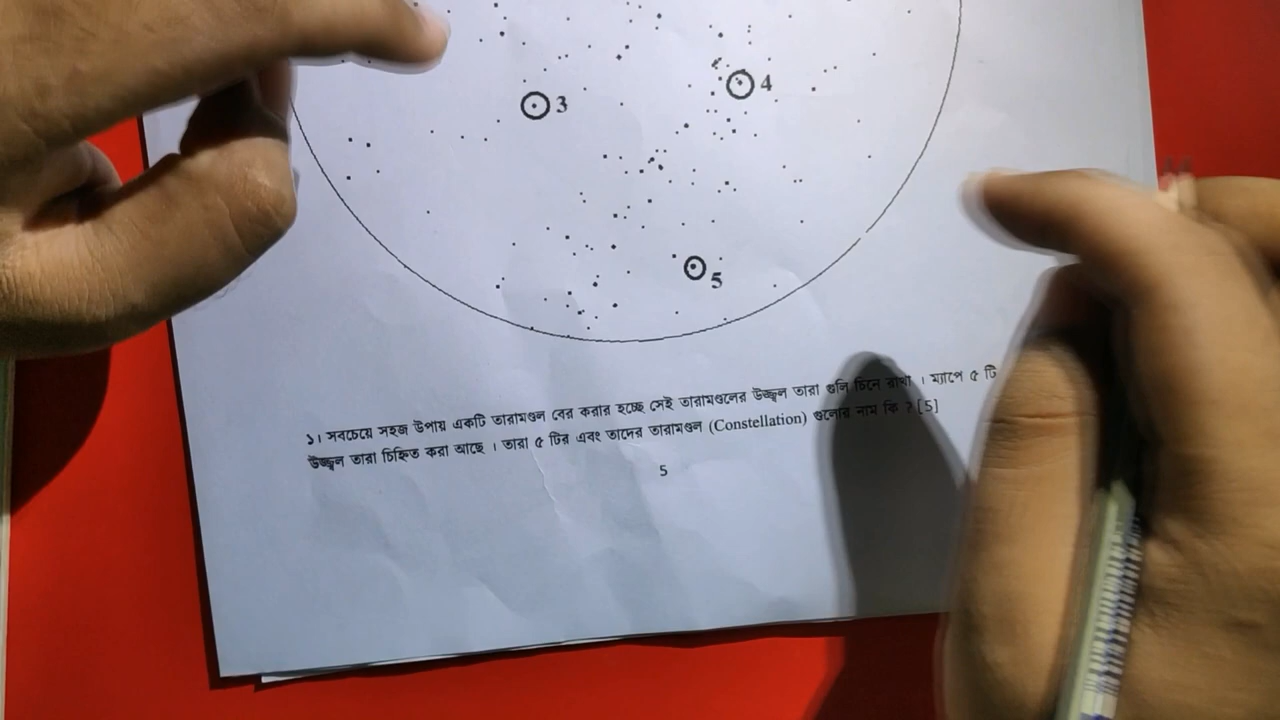 3
4
5
১। সবচেয়ে সহজ উপায় একটি তারামণ্ডল বের করার হচ্ছে সেই তারামণ্ডলের উজ্জ্বল তারা গুলি চিনে রাখা । ম্যাপে ৫ টি
উজ্জ্বল তারা চিহ্নিত করা আছে । তারা ৫ টির এবং তাদের তারামণ্ডল (Constellation) গুলোর নাম কি ? [5]
5